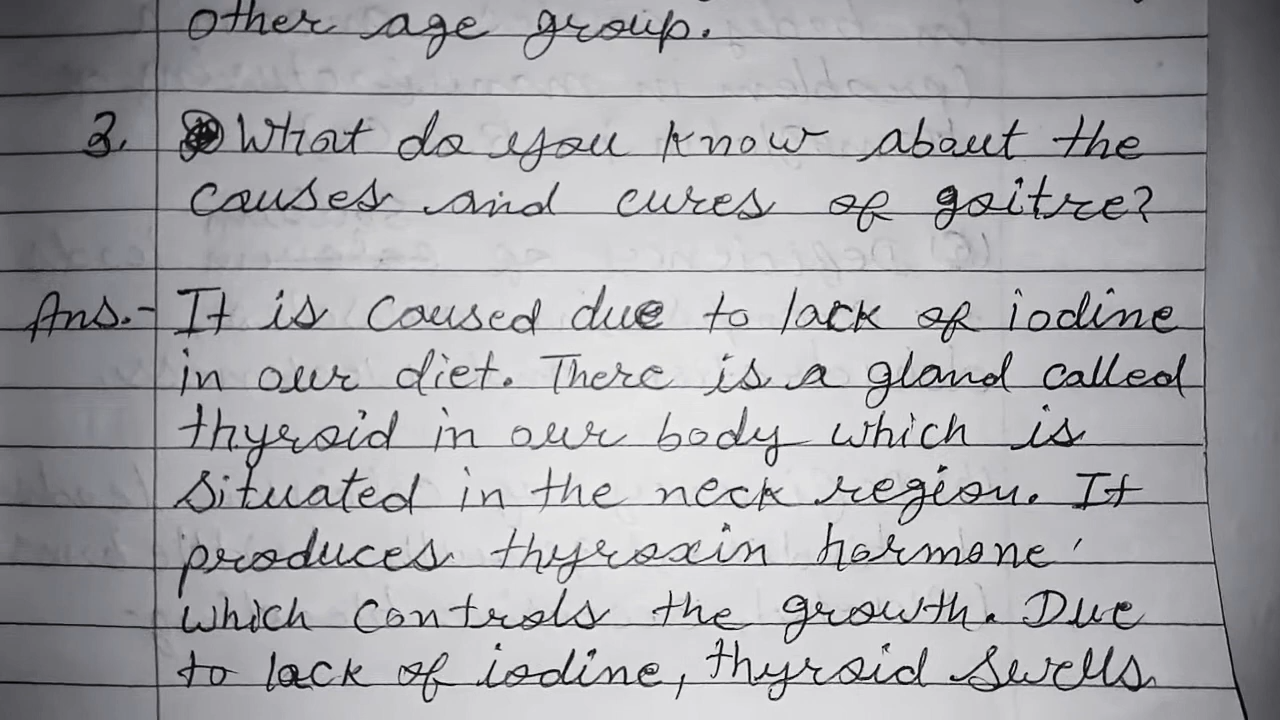 other age group.
3. What do you know about the
causes and cures of goitre?
Ans.- It is caused due to lack of iodine
in our diet. There is a gland called
thyroid in our body which is
situated in the neck region. It
produces thyroxin hormone
which controls the growth. Due
to lack of iodine, thyroid swells